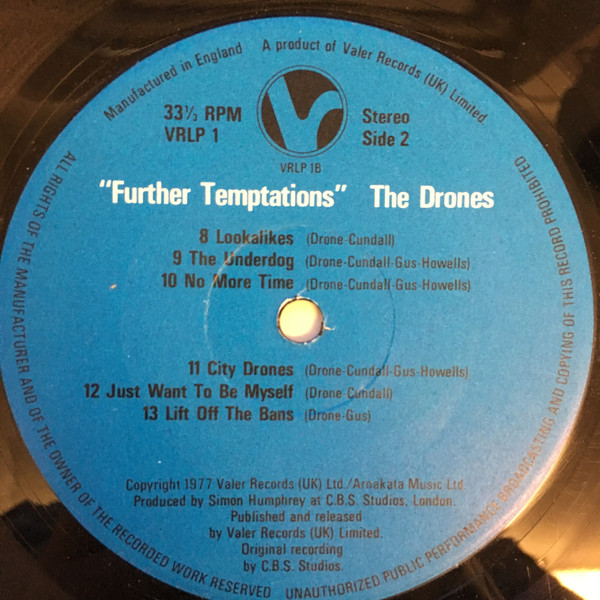 Manufactured in England
A product of Valer Records (UK) Limited.
33⅓ RPM
VRLP 1
Stereo
Side 2
VRLP 1B
"Further Temptations" The Drones
8 Lookalikes (Drone-Cundall)
9 The Underdog (Drone-Cundall-Gus-Howells)
10 No More Time (Drone-Cundall-Gus-Howells)
11 City Drones (Drone-Cundall-Gus-Howells)
12 Just Want To Be Myself (Drone-Cundall)
13 Lift Off The Bans (Drone-Gus)
Copyright 1977 Valer Records (UK) Ltd./Arnakata Music Ltd.
Produced by Simon Humphrey at C.B.S. Studios, London.
Published and released
by Valer Records (UK) Limited.
Original recording
by C.B.S. Studios.
ALL RIGHTS OF THE MANUFACTURER AND OF THE OWNER OF THE RECORDED WORK RESERVED UNAUTHORIZED PUBLIC PERFORMANCE BROADCASTING AND COPYING OF THIS RECORD PROHIBITED